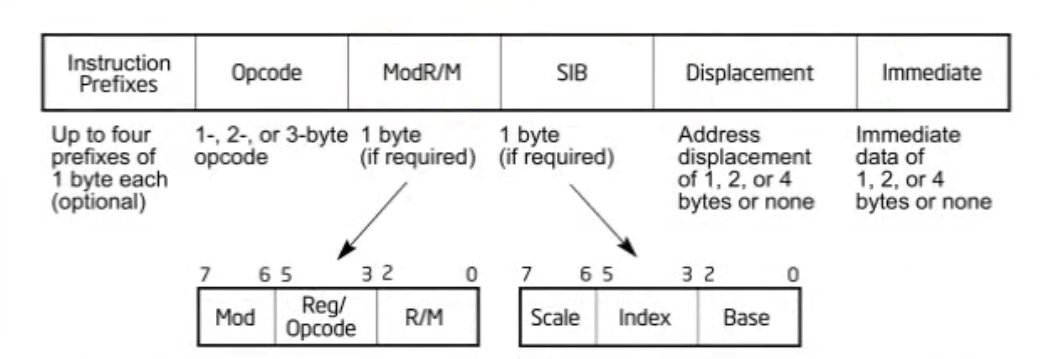 Instruction Prefixes
Opcode
ModR/M
SIB
Displacement
Immediate
Up to four
prefixes of
1 byte each
(optional)
1-, 2-, or 3-byte
opcode
1 byte
(if required)
1 byte
(if required)
Address
displacement
of 1, 2, or 4
bytes or none
Immediate
data of
1, 2, or 4
bytes or none
7 6 5 3 2 0
Mod
Reg/
Opcode
R/M
7 6 5 3 2 0
Scale
Index
Base